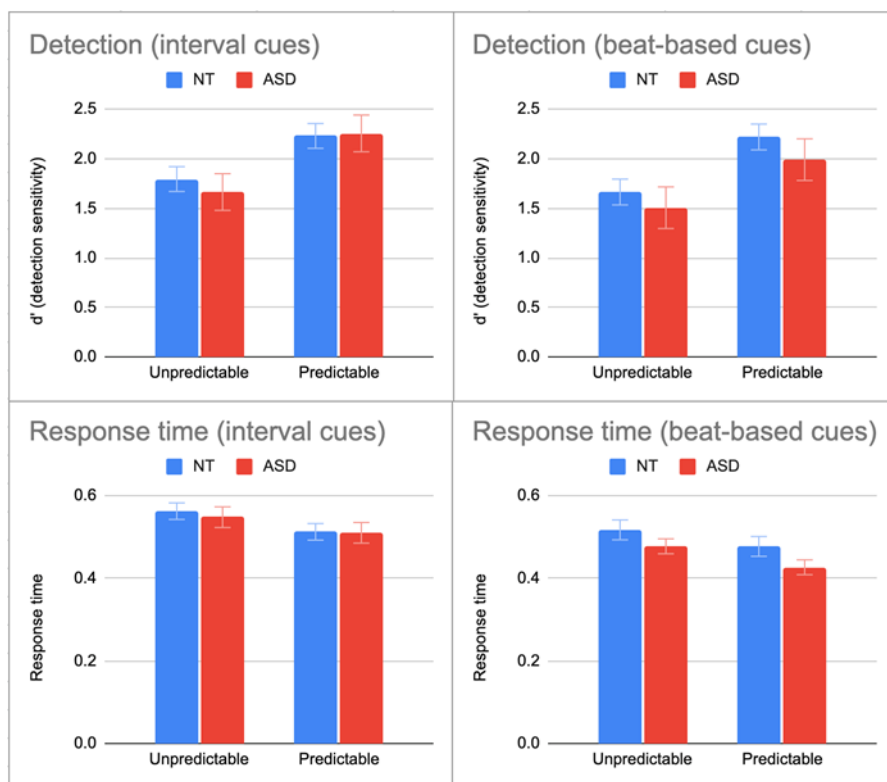 Detection (interval cues)
NT ASD
d' (detection sensitivity)
2.5
2.0
1.5
1.0
0.5
0.0
Unpredictable Predictable
Detection (beat-based cues)
NT ASD
d' (detection sensitivity)
2.5
2.0
1.5
1.0
0.5
0.0
Unpredictable Predictable
Response time (interval cues)
NT ASD
Response time
0.6
0.4
0.2
0.0
Unpredictable Predictable
Response time (beat-based cues)
NT ASD
Response time
0.6
0.4
0.2
0.0
Unpredictable Predictable